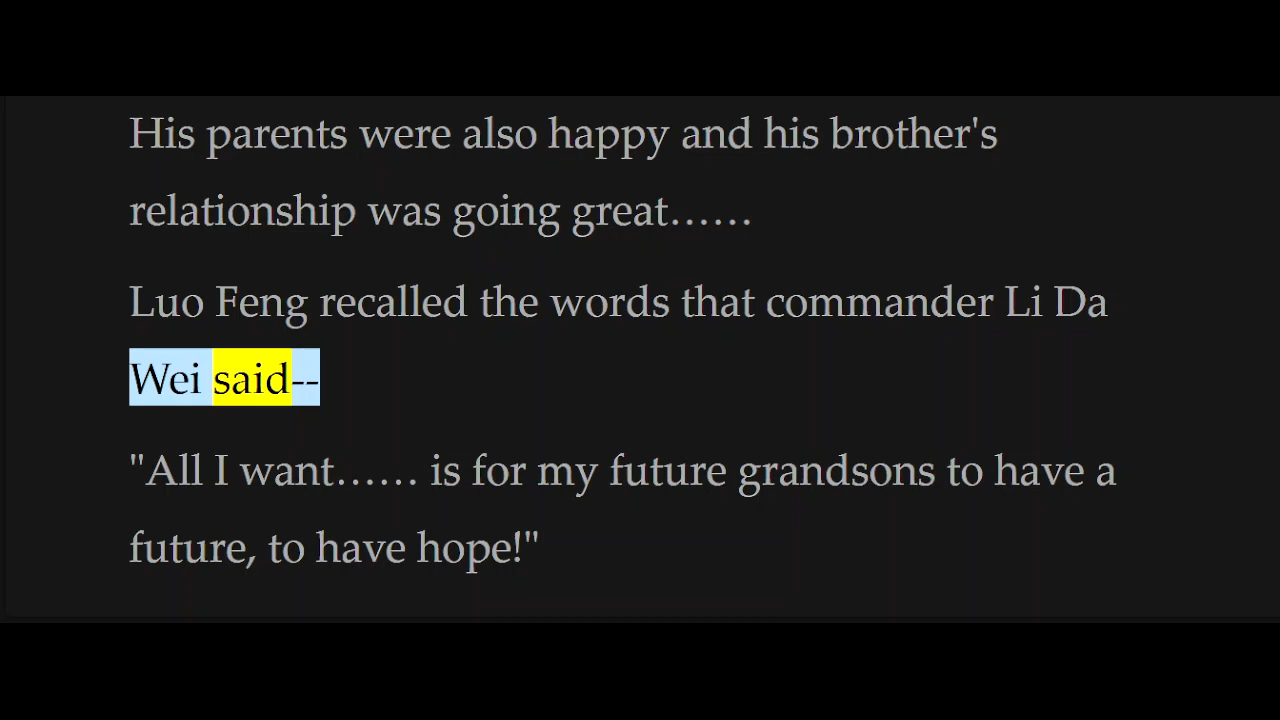 His parents were also happy and his brother's
relationship was going great……
Luo Feng recalled the words that commander Li Da
Wei said--
"All I want…… is for my future grandsons to have a
future, to have hope!"